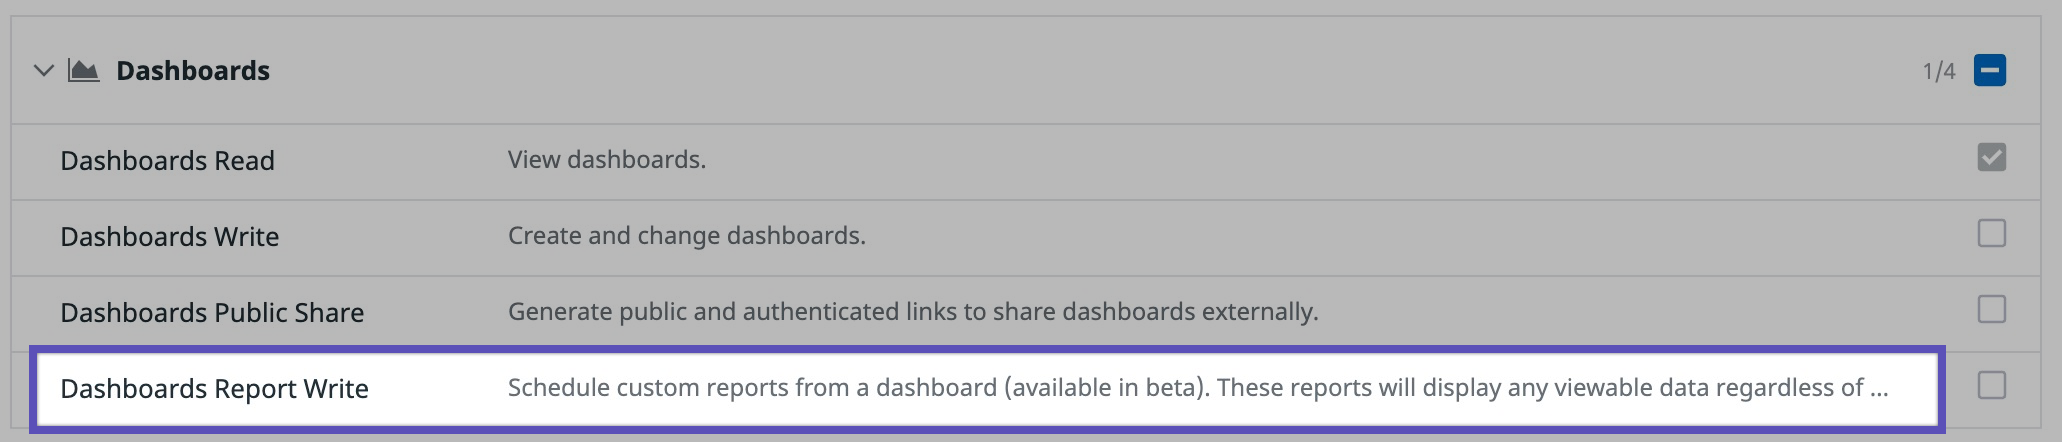 Dashboards 1/4
Dashboards Read View dashboards.
Dashboards Write Create and change dashboards.
Dashboards Public Share Generate public and authenticated links to share dashboards externally.
Dashboards Report Write Schedule custom reports from a dashboard (available in beta). These reports will display any viewable data regardless of ...